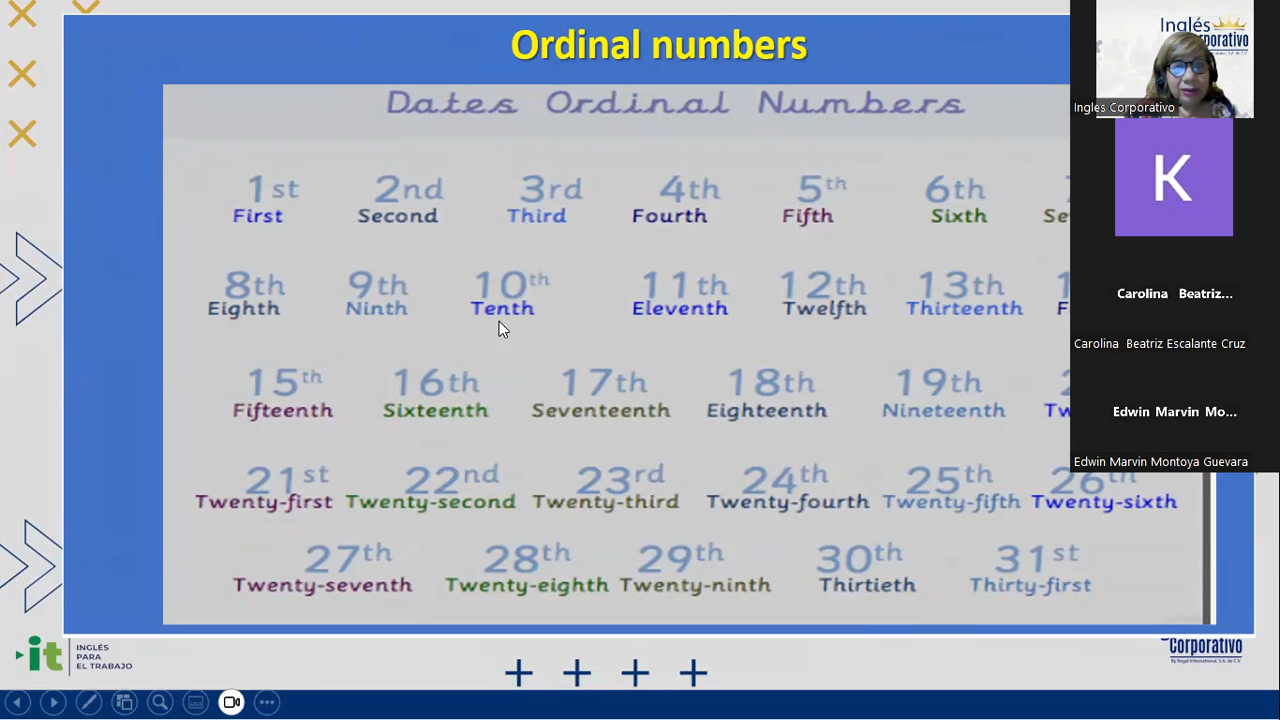 Ordinal numbers
Dates Ordinal Numbers
1st 2nd 3rd 4th 5th 6th
First Second Third Fourth Fifth Sixth
8th 9th 10th 11th 12th 13th
Eighth Ninth Tenth Eleventh Twelfth Thirteenth
15th 16th 17th 18th 19th
Fifteenth Sixteenth Seventeenth Eighteenth Nineteenth
21st 22nd 23rd 24th 25th 26th
Twenty-first Twenty-second Twenty-third Twenty-fourth Twenty-fifth Twenty-sixth
27th 28th 29th 30th 31st
Twenty-seventh Twenty-eighth Twenty-ninth Thirtieth Thirty-first
Inglés
Ingles Corporativo
K
Carolina Beatriz...
Carolina Beatriz Escalante Cruz
Edwin Marvin Mo...
Edwin Marvin Montoya Guevara
it
INGLÉS
PARA
EL TRABAJO
Corporativo